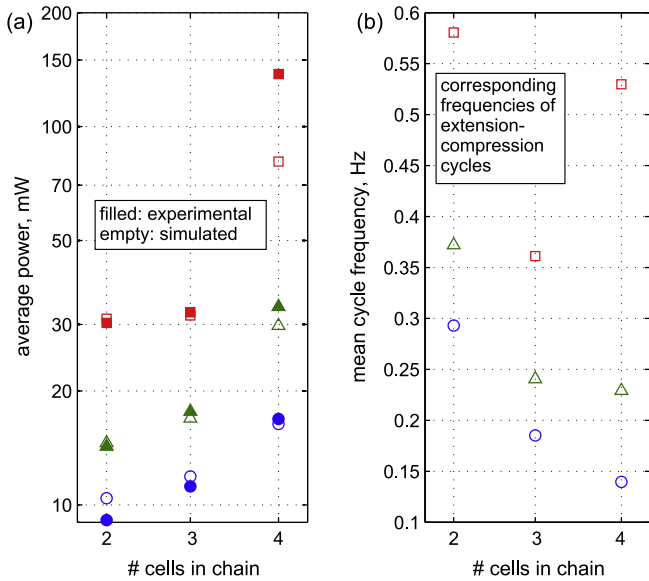 (a)
200
150
100
70
50
30
20
10
average power, mW
filled: experimental
empty: simulated
2
3
4
# cells in chain
(b)
0.6
0.55
0.5
0.45
0.4
0.35
0.3
0.25
0.2
0.15
0.1
mean cycle frequency, Hz
corresponding
frequencies of
extension-
compression
cycles
2
3
4
# cells in chain